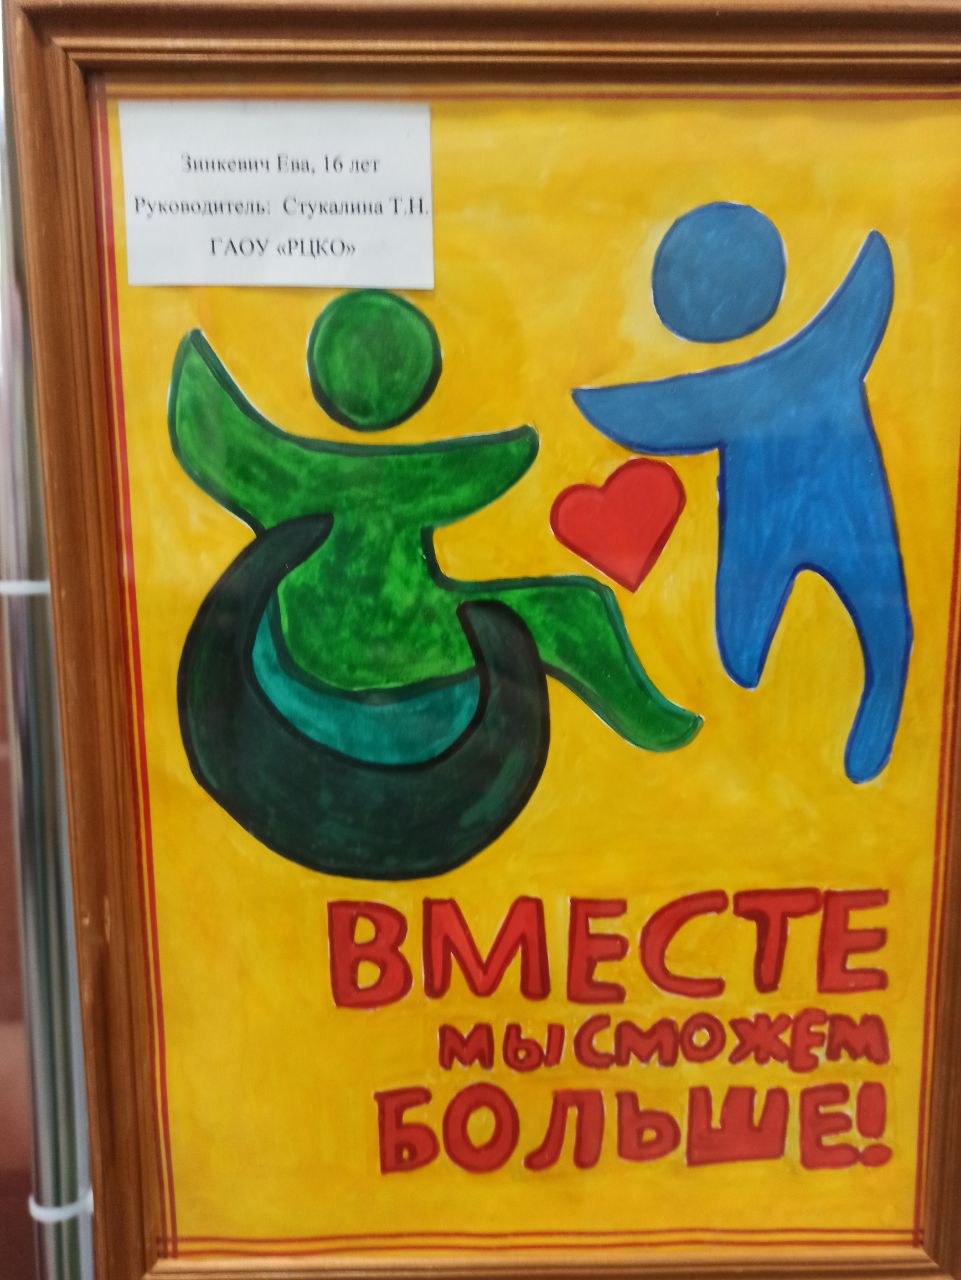 Зинкевич Ева, 16 лет
Руководитель: Стукалина Т.Н.
ГАОУ «РЦКО»
ВМЕСТЕ
МЫ СМОЖЕМ
БОЛЬШЕ!